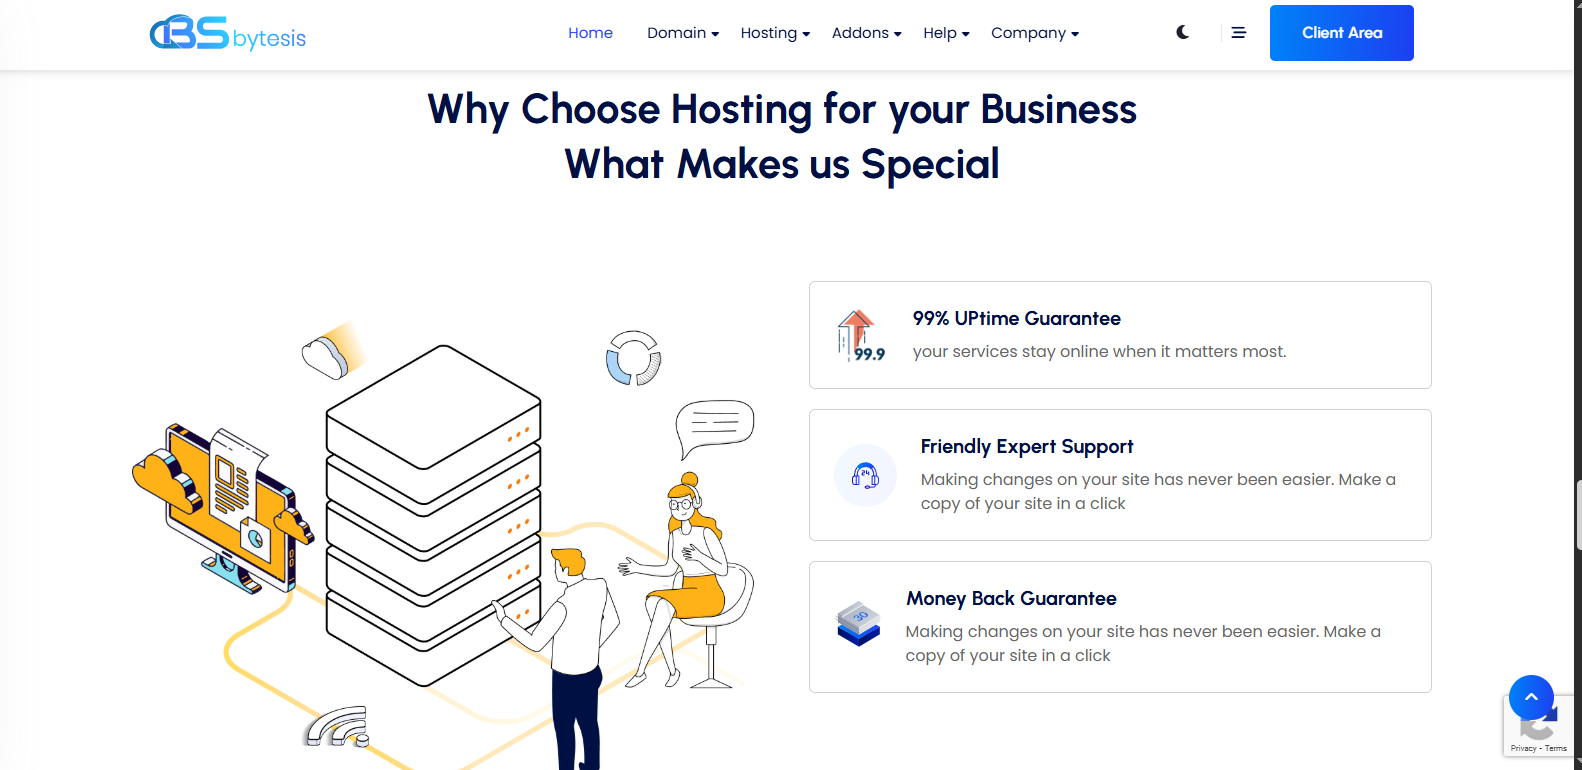 BS bytesis
Home
Domain
Hosting
Addons
Help
Company
Client Area
Why Choose Hosting for your Business
What Makes us Special
99.9
99% UPtime Guarantee
your services stay online when it matters most.
24
Friendly Expert Support
Making changes on your site has never been easier. Make a
copy of your site in a click
30
Money Back Guarantee
Making changes on your site has never been easier. Make a
copy of your site in a click
Privacy - Terms